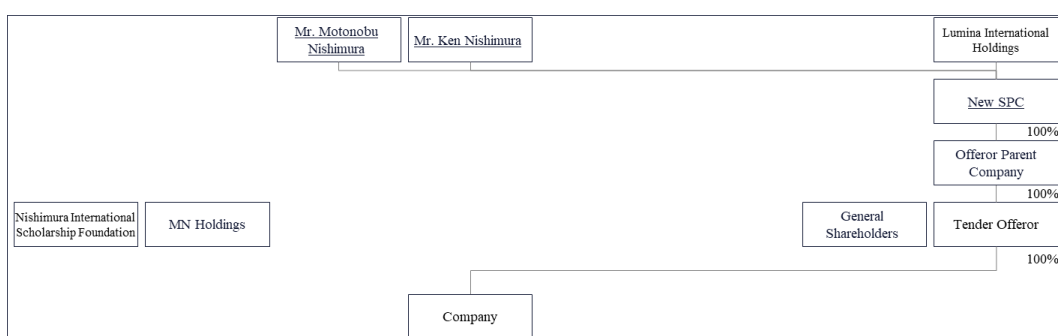 Mr. Motonobu
Nishimura
Mr. Ken Nishimura
Lumina International
Holdings
New SPC
100%
Offeror Parent
Company
100%
Nishimura International
Scholarship Foundation
MN Holdings
General
Shareholders
Tender Offeror
100%
Company